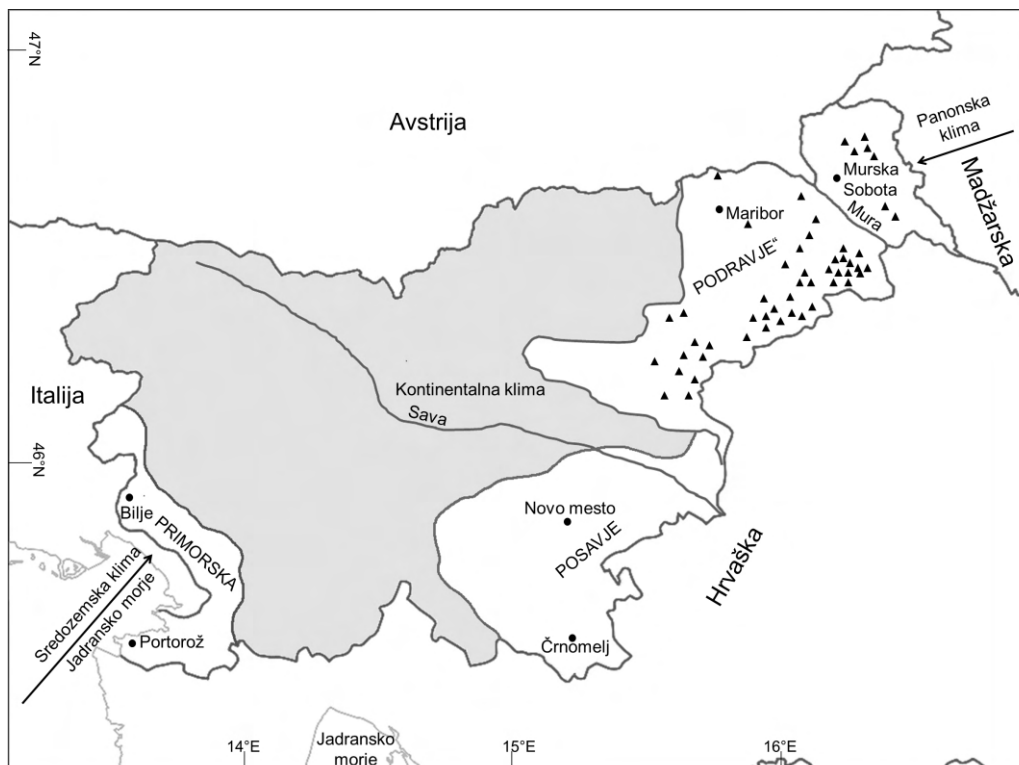 47°N
Avstrija
Panonska
klima
Madžarska
Murska
Sobota
Mura
Maribor
PODRAVJE“
Italija
Kontinentalna klima
Sava
46°N
Bilje
PRIMORSKA
Novo mesto
POSAVJE
Hrvaška
Sredozemska klima
Jadransko morje
Portorož
Črnomelj
Jadransko
morje
14°E
15°E
16°E